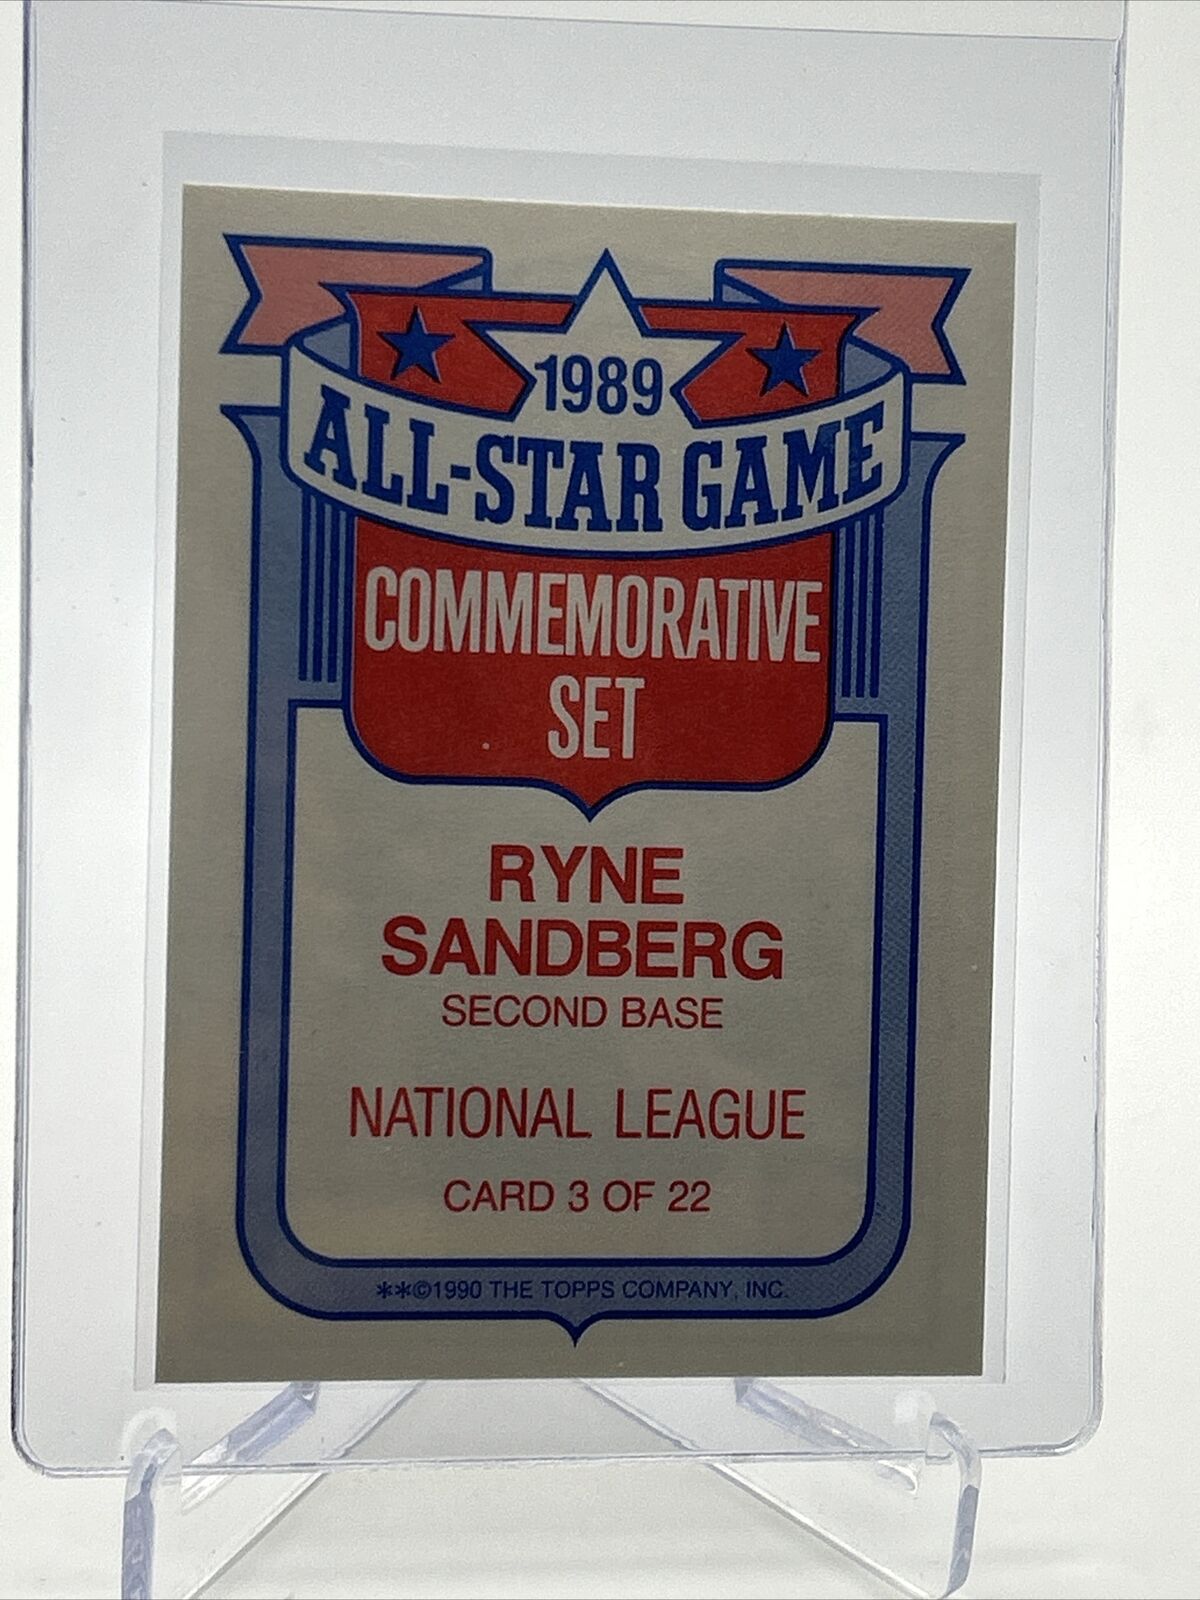 1989
ALL-STAR GAME
COMMEMORATIVE
SET
RYNE
SANDBERG
SECOND BASE
NATIONAL LEAGUE
CARD 3 OF 22
**©1990 THE TOPPS COMPANY, INC.